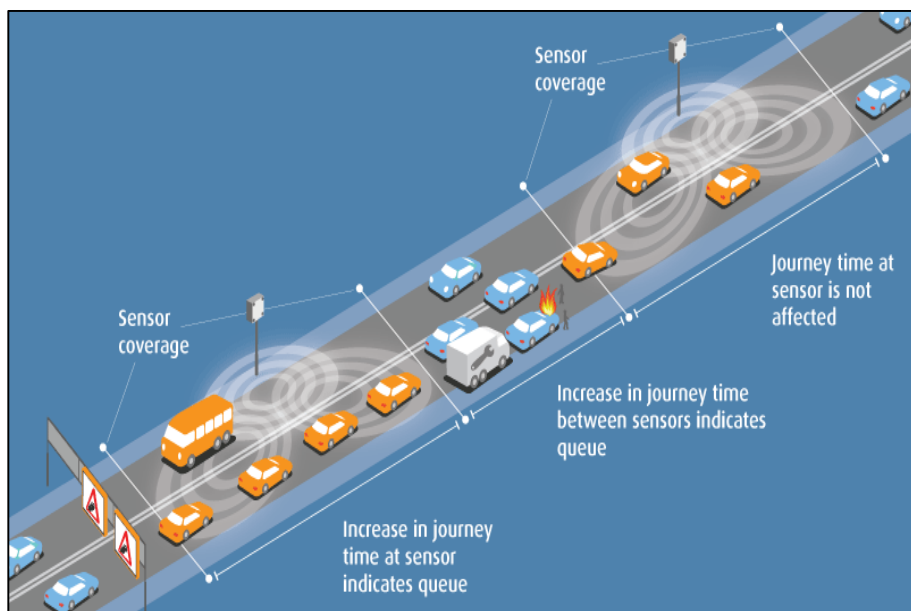 Sensor
coverage
Journey time at
sensor is not
affected
Sensor
coverage
Increase in journey time
between sensors indicates
queue
Increase in journey
time at sensor
indicates queue